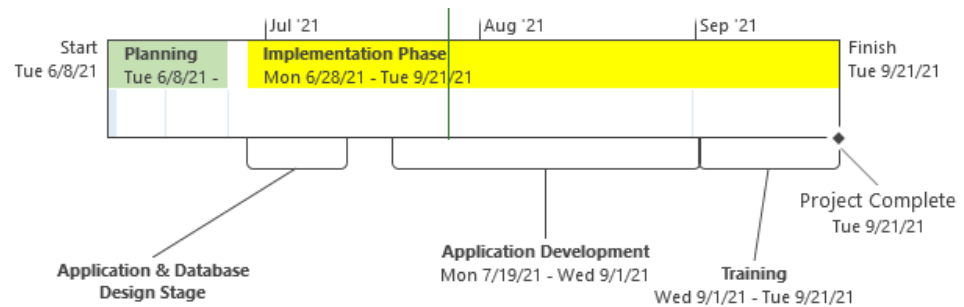 Jul '21
Aug '21
Sep '21
Start
Tue 6/8/21
Planning
Tue 6/8/21 -
Implementation Phase
Mon 6/28/21 - Tue 9/21/21
Finish
Tue 9/21/21
Project Complete
Tue 9/21/21
Application & Database
Design Stage
Application Development
Mon 7/19/21 - Wed 9/1/21
Training
Wed 9/1/21 - Tue 9/21/21